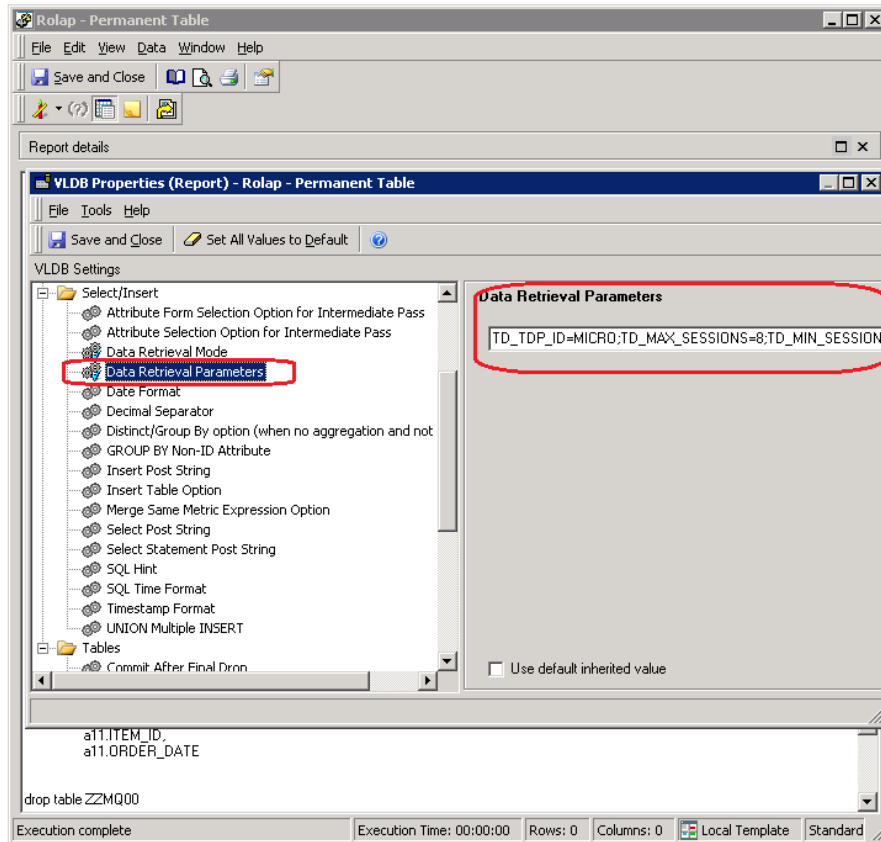 Rolap - Permanent Table
File Edit View Data Window Help
Save and Close
Report details
VLDB Properties (Report) - Rolap - Permanent Table
File Tools Help
Save and Close Set All Values to Default
VLDB Settings
Select/Insert
Attribute Form Selection Option for Intermediate Pass
Attribute Selection Option for Intermediate Pass
Data Retrieval Mode
Data Retrieval Parameters
Date Format
Decimal Separator
Distinct/Group By option (when no aggregation and not
GROUP BY Non-ID Attribute
Insert Post String
Insert Table Option
Merge Same Metric Expression Option
Select Post String
Select Statement Post String
SQL Hint
SQL Time Format
Timestamp Format
UNION Multiple INSERT
Tables
Commit After Final Drop
Data Retrieval Parameters
TD_TDP_ID=MICRO;TD_MAX_SESSIONS=8;TD_MIN_SESSION
Use default inherited value
a11.ITEM_ID,
a11.ORDER_DATE
drop table ZZMQ00
Execution complete Execution Time: 00:00:00 Rows: 0 Columns: 0 Local Template Standard